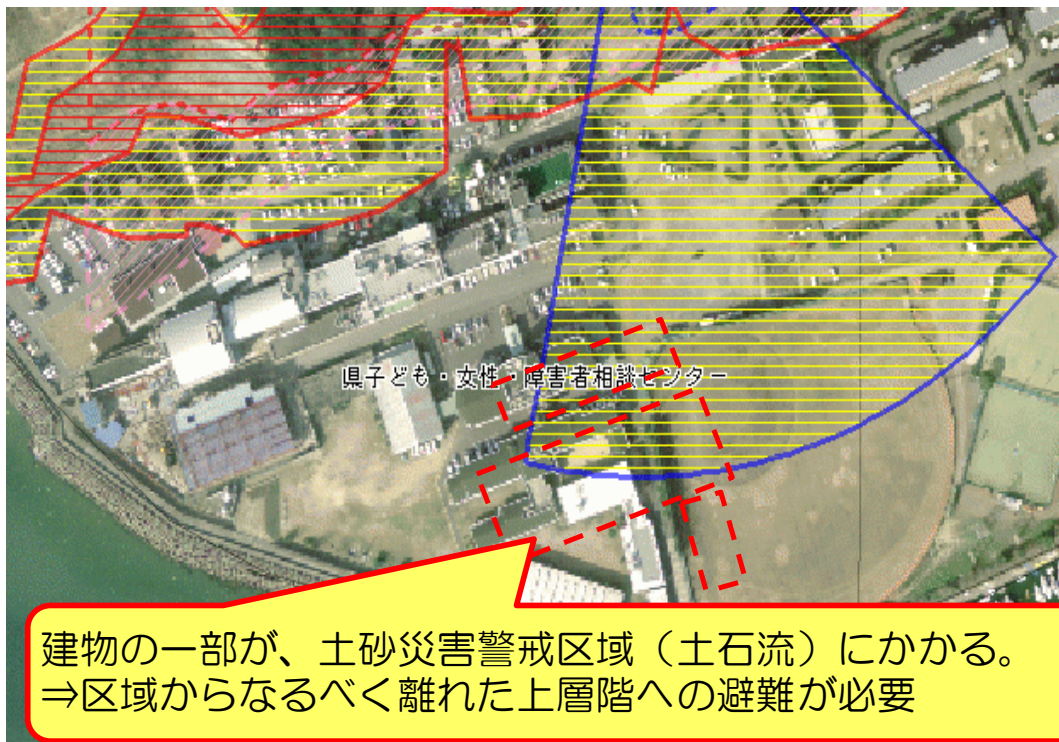 県子ども・女性・障害者相談センター
建物の一部が、土砂災害警戒区域（土石流）にかかる。
⇒区域からなるべく離れた上層階への避難が必要